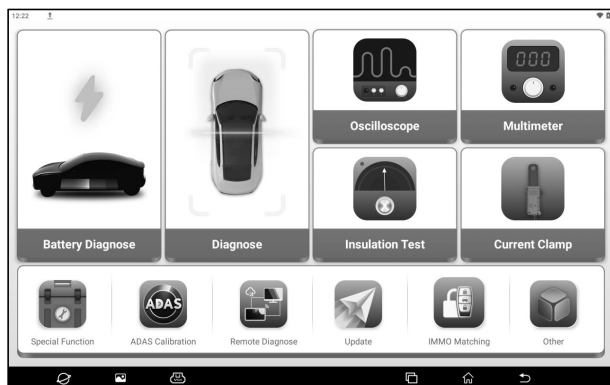 12:22
Battery Diagnose
Diagnose
Oscilloscope
000
Multimeter
Insulation Test
Current Clamp
Special Function
ADAS
ADAS Calibration
Remote Diagnose
Update
IMMO Matching
Other